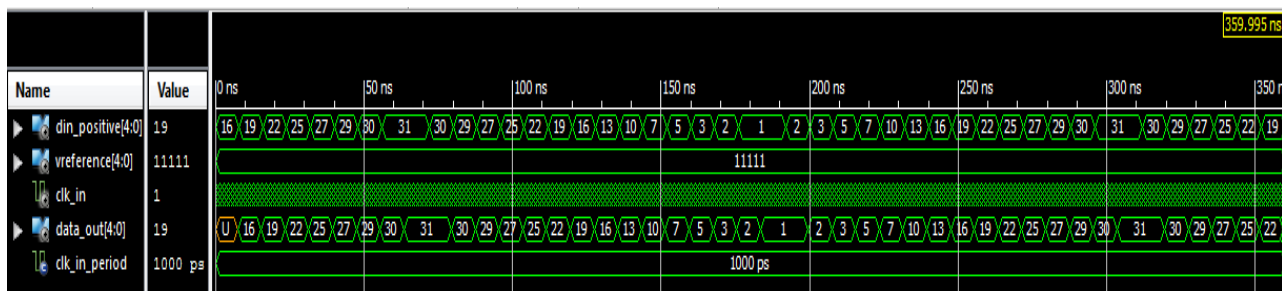 359.995 ns
Name Value 0 ns 50 ns 100 ns 150 ns 200 ns 250 ns 300 ns 350 n
din_positive[4:0] 19 16 19 22 25 27 29 30 31 30 29 27 25 22 19 16 13 10 7 5 3 2 1 2 3 5 7 10 13 16 19 22 25 27 29 30 31 30 29 27 25 22 19
vreference[4:0] 11111 11111
clk_in 1
data_out[4:0] 19 U 16 19 22 25 27 29 30 31 30 29 27 25 22 19 16 13 10 7 5 3 2 1 2 3 5 7 10 13 16 19 22 25 27 29 30 31 30 29 27 25 22
clk_in_period 1000 ps 1000 ps